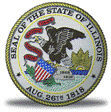 SEAL OF THE STATE OF ILLINOIS
AUG. 26TH 1818